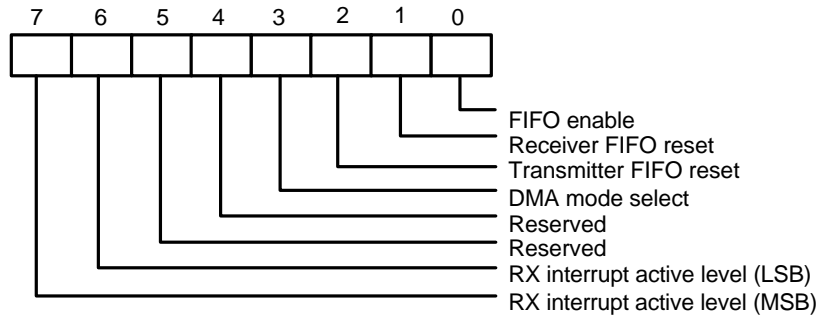 7 6 5 4 3 2 1 0
FIFO enable
Receiver FIFO reset
Transmitter FIFO reset
DMA mode select
Reserved
Reserved
RX interrupt active level (LSB)
RX interrupt active level (MSB)